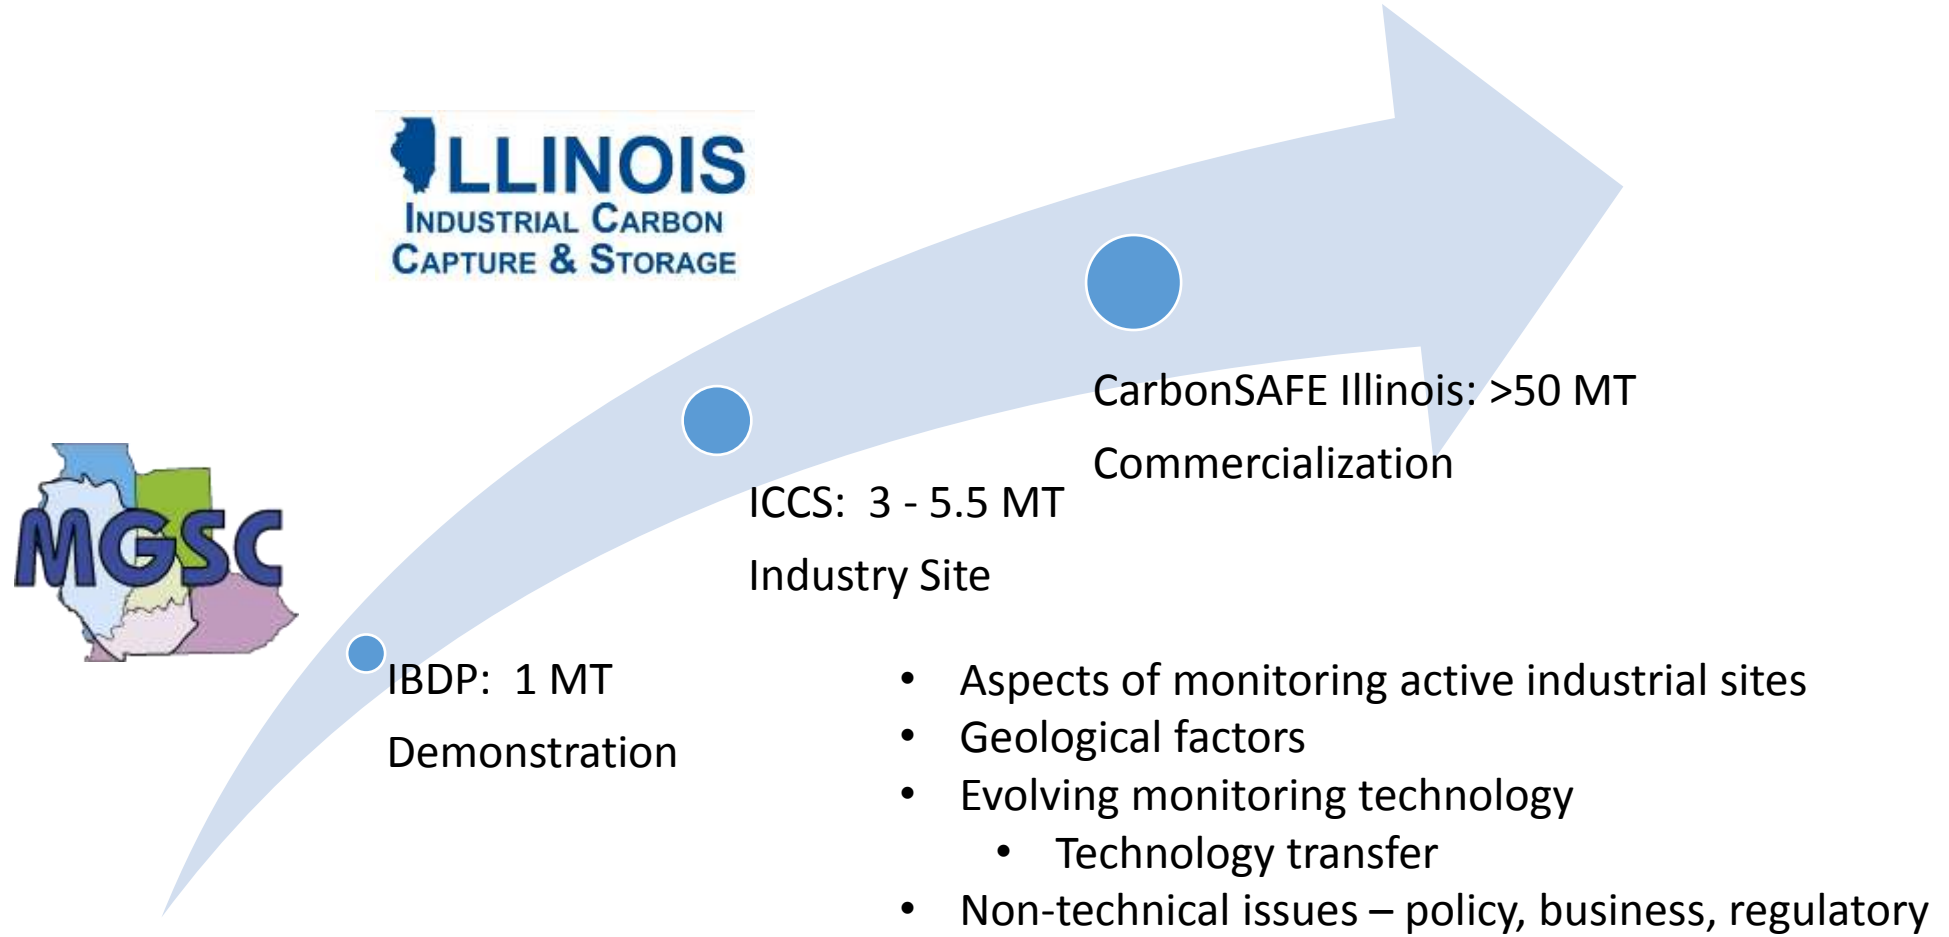 ILLINOIS
INDUSTRIAL CARBON
CAPTURE & STORAGE
MGSC
CarbonSAFE Illinois: >50 MT
Commercialization
ICCS:  3 - 5.5 MT
Industry Site
IBDP:  1 MT
Demonstration
• Aspects of monitoring active industrial sites
• Geological factors
• Evolving monitoring technology
• Technology transfer
• Non-technical issues – policy, business, regulatory